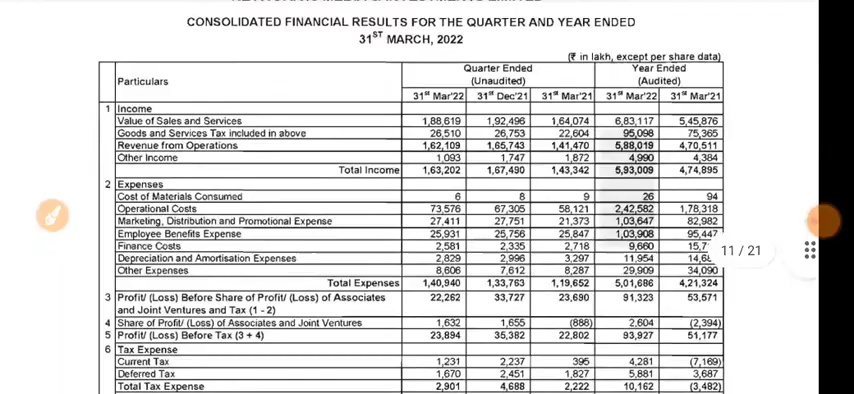 CONSOLIDATED FINANCIAL RESULTS FOR THE QUARTER AND YEAR ENDED
31ST MARCH, 2022
(₹ in lakh, except per share data)
Particulars Quarter Ended (Unaudited) Year Ended (Audited)
31st Mar'22 31st Dec'21 31st Mar'21 31st Mar'22 31st Mar'21
1 Income
Value of Sales and Services 1,88,619 1,92,496 1,64,074 6,83,117 5,45,876
Goods and Services Tax included in above 26,510 26,753 22,604 95,098 75,365
Revenue from Operations 1,62,109 1,65,743 1,41,470 5,88,019 4,70,511
Other Income 1,093 1,747 1,872 4,990 4,384
Total Income 1,63,202 1,67,490 1,43,342 5,93,009 4,74,895
2 Expenses
Cost of Materials Consumed 6 8 9 26 94
Operational Costs 73,576 67,305 58,121 2,42,582 1,78,318
Marketing, Distribution and Promotional Expense 27,411 27,751 21,373 1,03,647 82,982
Employee Benefits Expense 25,931 25,756 25,847 1,03,908 95,447
Finance Costs 2,581 2,335 2,718 9,660
Depreciation and Amortisation Expenses 2,829 2,996 3,297 11,954
11 / 21
Other Expenses 8,606 7,612 8,287 29,909 34,090
Total Expenses 1,40,940 1,33,763 1,19,652 5,01,686 4,21,324
3 Profit/ (Loss) Before Share of Profit/ (Loss) of Associates 22,262 33,727 23,690 91,323 53,571
and Joint Ventures and Tax (1 - 2)
4 Share of Profit/ (Loss) of Associates and Joint Ventures 1,632 1,655 (888) 2,604 (2,394)
5 Profit/ (Loss) Before Tax (3 + 4) 23,894 35,382 22,802 93,927 51,177
6 Tax Expense
Current Tax 1,231 2,237 395 4,281 (7,169)
Deferred Tax 1,670 2,451 1,827 5,881 3,687
Total Tax Expense 2,901 4,688 2,222 10,162 (3,482)